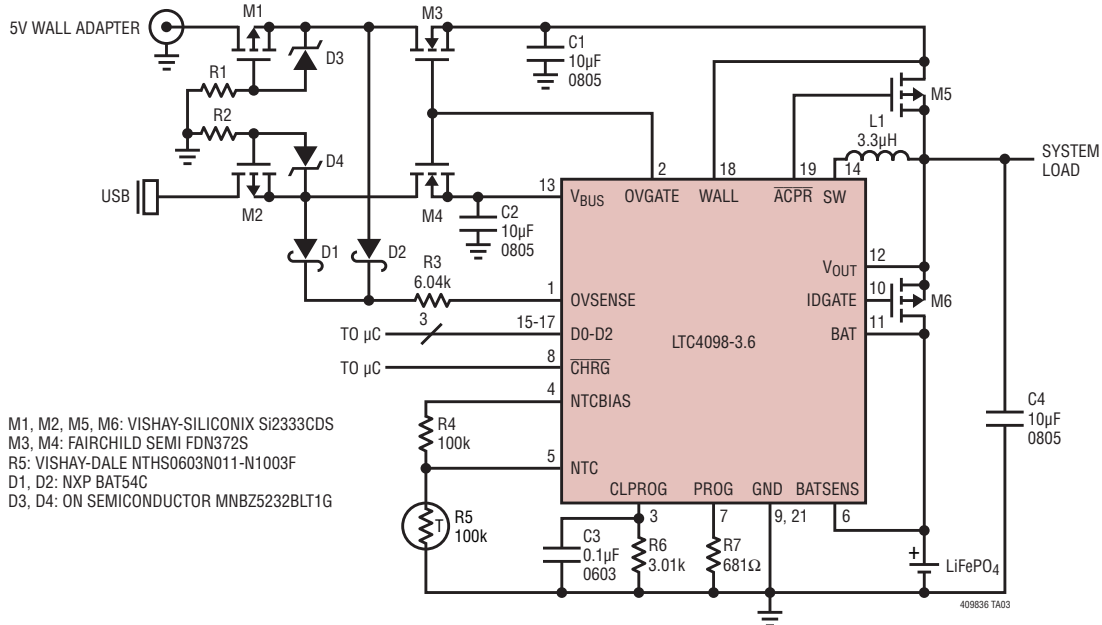 5V WALL ADAPTER
M1
M3
D3
C1
10µF
0805
R1
R2
M5
L1
3.3µH
D4
SYSTEM
LOAD
USB
M2
M4
C2
10µF
0805
13
2
18
19
14
VBUS
OVGATE
WALL
ACPR
SW
D1
D2
R3
6.04k
VOUT
12
1
OVSENSE
IDGATE
10
M6
TO µC
3
15-17
D0-D2
BAT
11
LTC4098-3.6
TO µC
8
CHRG
4
NTCBIAS
M1, M2, M5, M6: VISHAY-SILICONIX Si2333CDS
M3, M4: FAIRCHILD SEMI FDN372S
R5: VISHAY-DALE NTHS0603N011-N1003F
D1, D2: NXP BAT54C
D3, D4: ON SEMICONDUCTOR MNBZ5232BLT1G
R4
100k
C4
10µF
0805
5
NTC
CLPROG
PROG
GND
BATSENS
3
7
9, 21
6
T
R5
100k
C3
0.1µF
0603
R6
3.01k
R7
681Ω
+
LiFePO4
409836 TA03